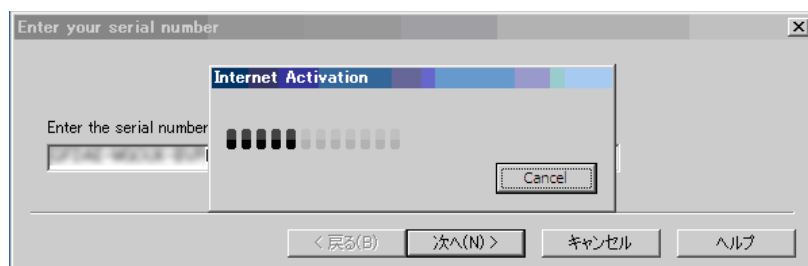 Enter your serial number
Internet Activation
Enter the serial number
Cancel
< 戻る(B)
次へ(N) >
キャンセル
ヘルプ